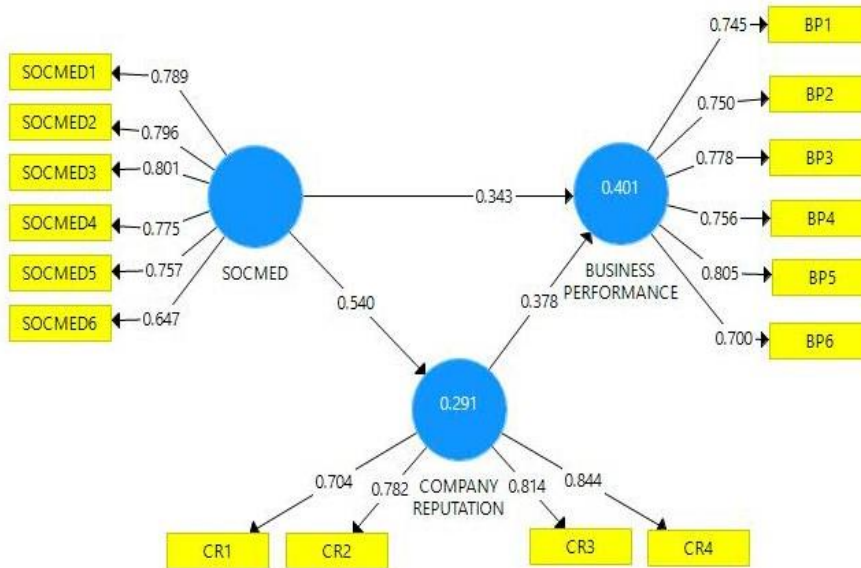 SOCMED1
SOCMED2
SOCMED3
SOCMED4
SOCMED5
SOCMED6
0.789
0.796
0.801
0.775
0.757
0.647
SOCMED
0.343
0.540
0.378
0.401
BUSINESS
PERFORMANCE
0.745
0.750
0.778
0.756
0.805
0.700
BP1
BP2
BP3
BP4
BP5
BP6
0.291
COMPANY
REPUTATION
0.704
0.782
0.814
0.844
CR1
CR2
CR3
CR4